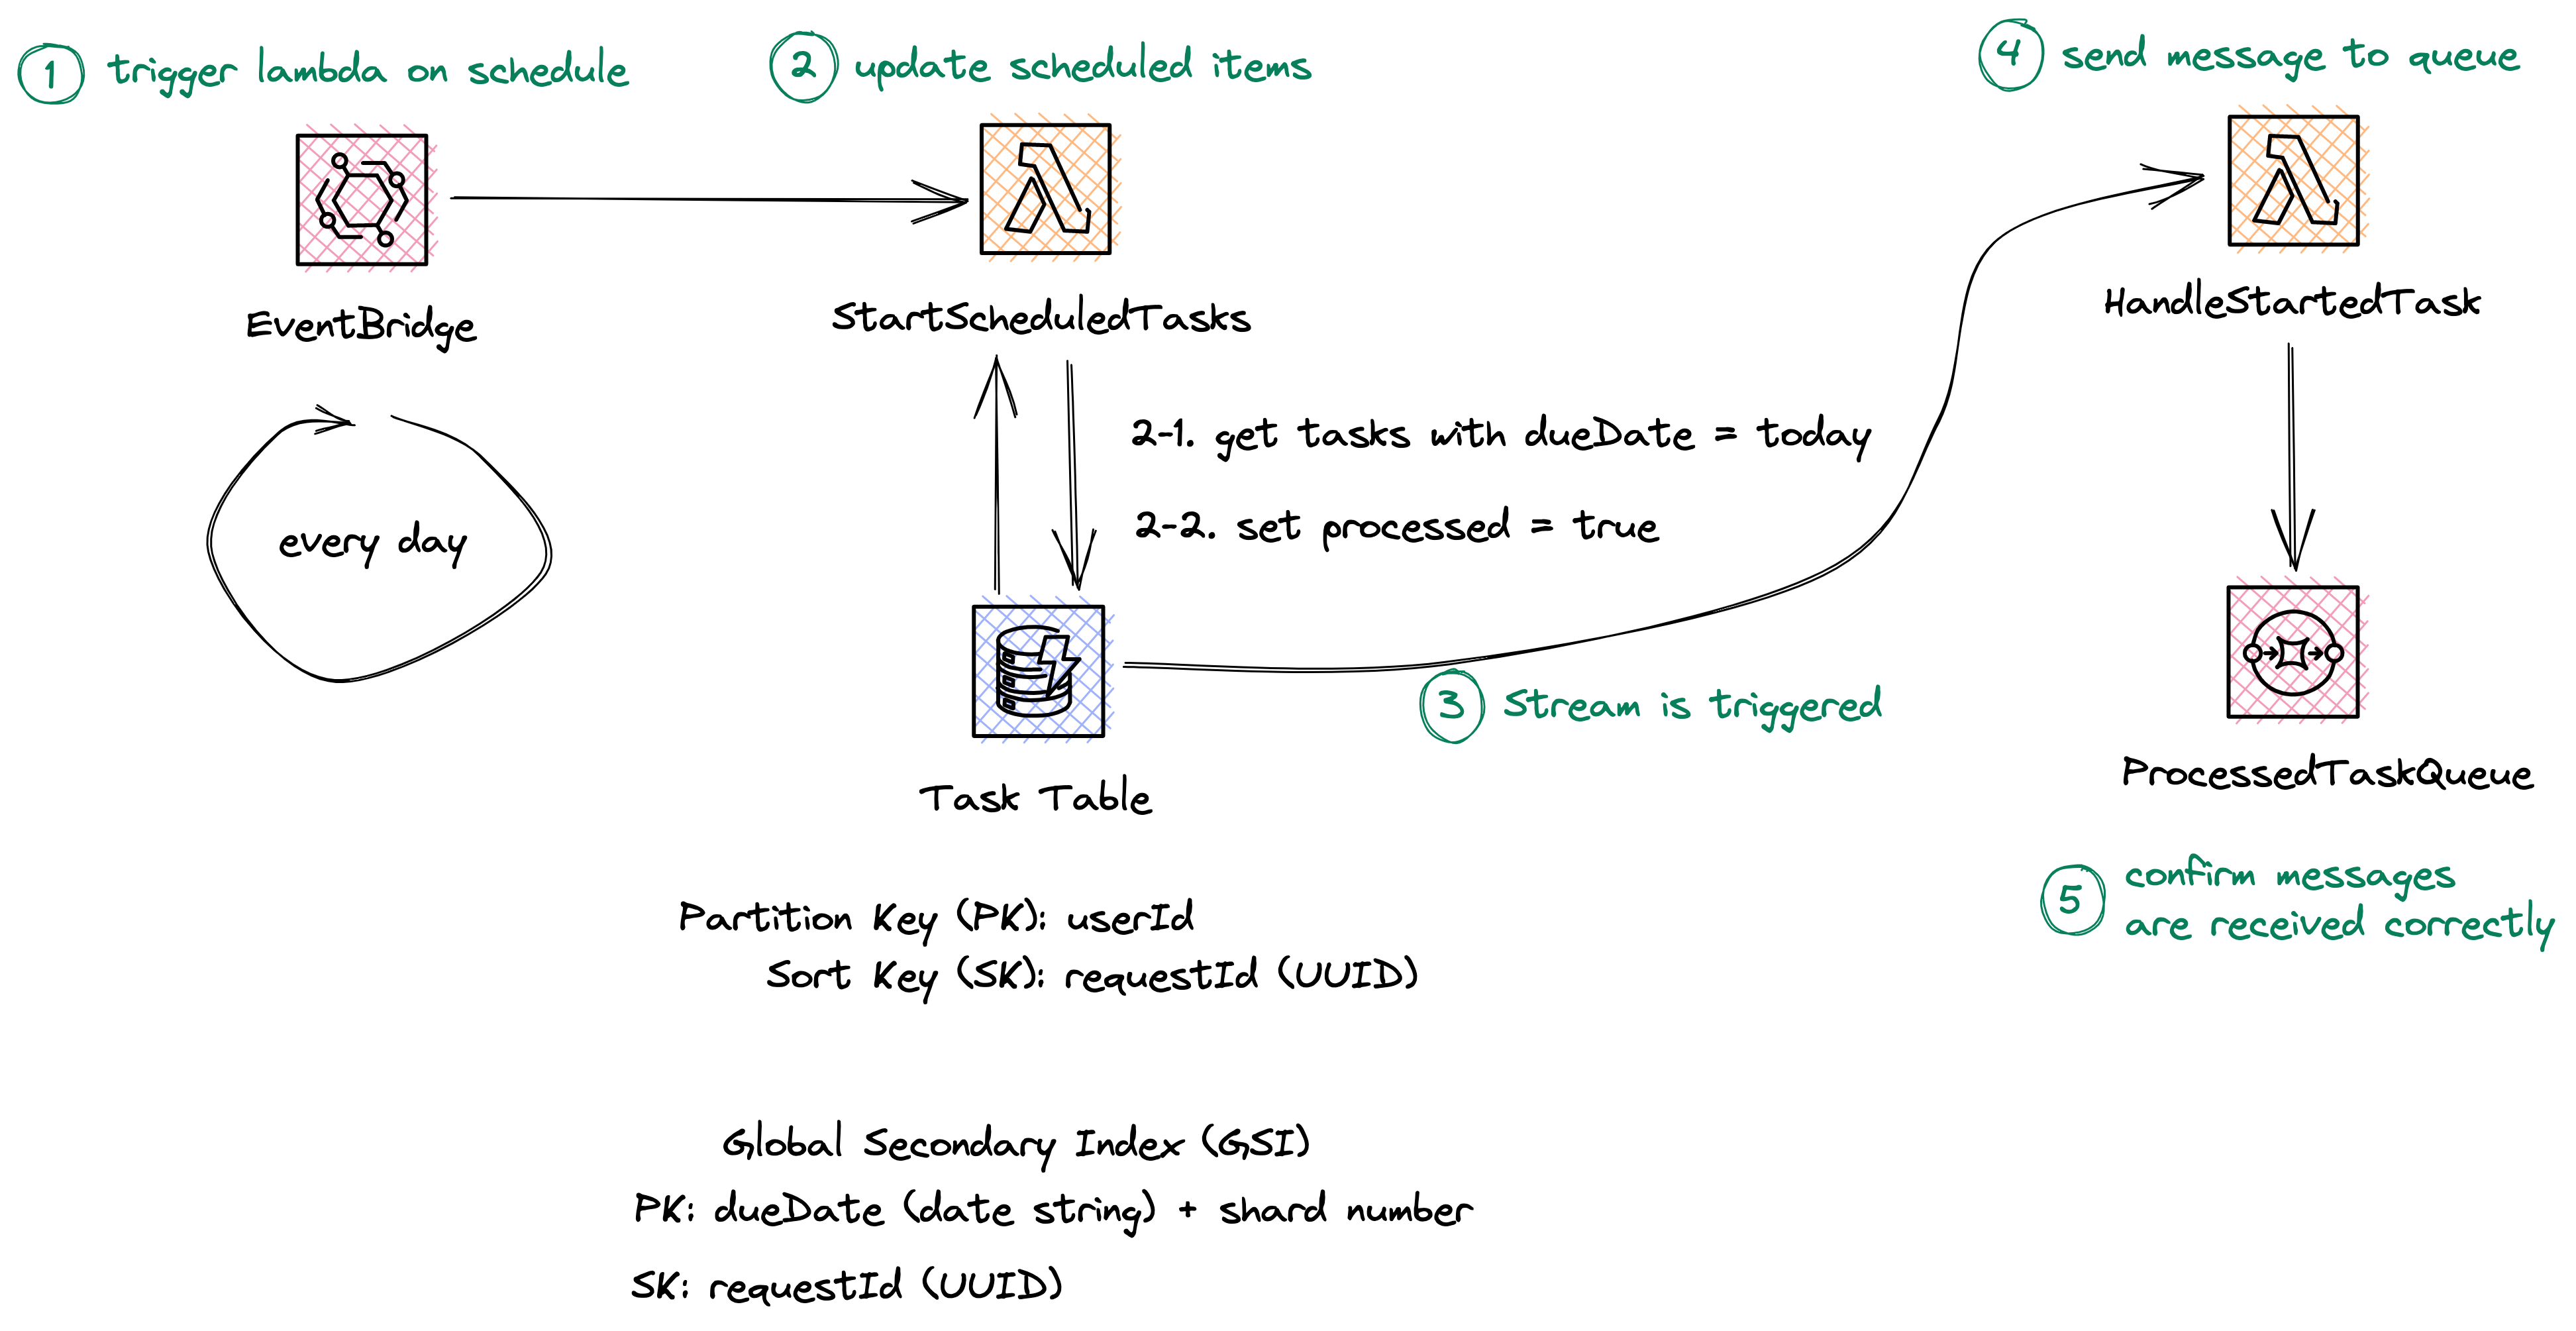 1 trigger lambda on schedule
2 update scheduled items
4 send message to queue
EventBridge
StartScheduledTasks
HandleStartedTask
every day
2-1. get tasks with dueDate = today
2-2. set processed = true
3 Stream is triggered
Task Table
ProcessedTaskQueue
5 confirm messages
are received correctly
Partition Key (PK): userId
Sort Key (SK): requestId (UUID)
Global Secondary Index (GSI)
PK: dueDate (date string) + shard number
SK: requestId (UUID)